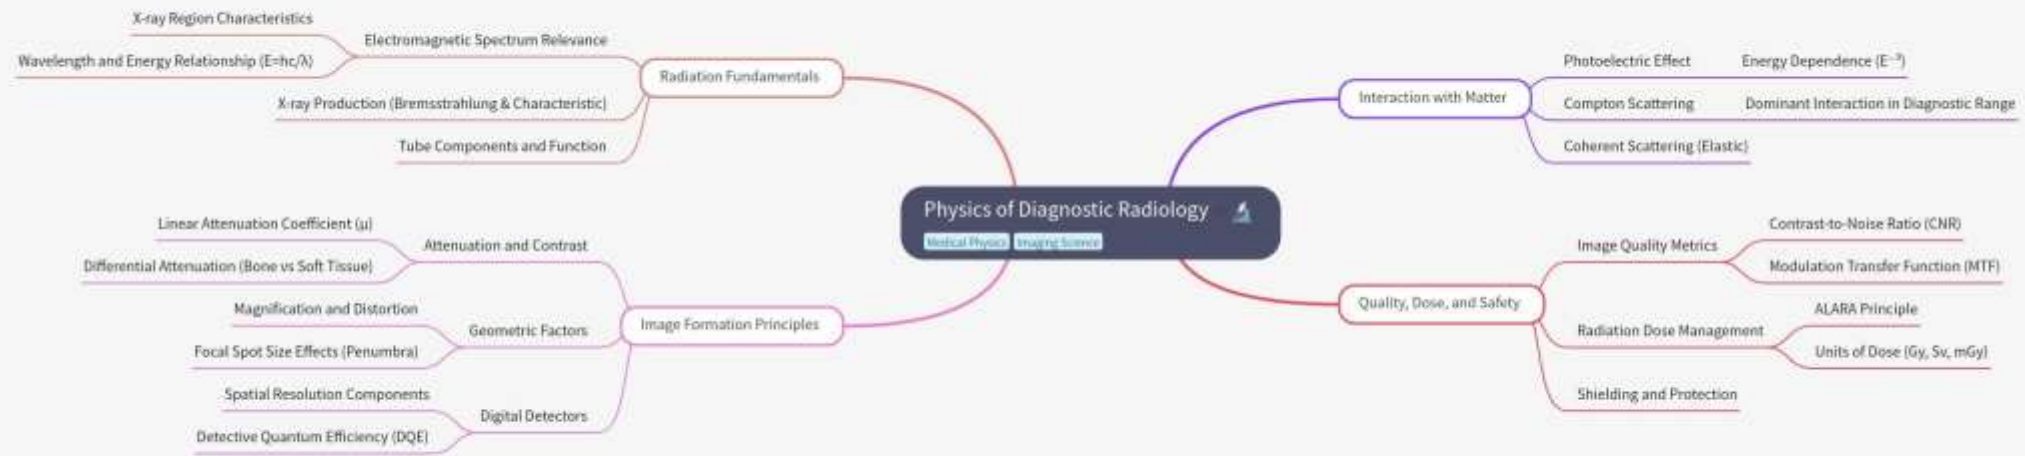 Physics of Diagnostic Radiology
Medical Physics
Imaging Science
Radiation Fundamentals
Electromagnetic Spectrum Relevance
X-ray Region Characteristics
Wavelength and Energy Relationship (E=hc/λ)
X-ray Production (Bremsstrahlung & Characteristic)
Tube Components and Function
Image Formation Principles
Attenuation and Contrast
Linear Attenuation Coefficient (μ)
Differential Attenuation (Bone vs Soft Tissue)
Geometric Factors
Magnification and Distortion
Focal Spot Size Effects (Penumbra)
Digital Detectors
Spatial Resolution Components
Detective Quantum Efficiency (DQE)
Interaction with Matter
Photoelectric Effect
Energy Dependence (E⁻³)
Compton Scattering
Dominant Interaction in Diagnostic Range
Coherent Scattering (Elastic)
Quality, Dose, and Safety
Image Quality Metrics
Contrast-to-Noise Ratio (CNR)
Modulation Transfer Function (MTF)
Radiation Dose Management
ALARA Principle
Units of Dose (Gy, Sv, mGy)
Shielding and Protection